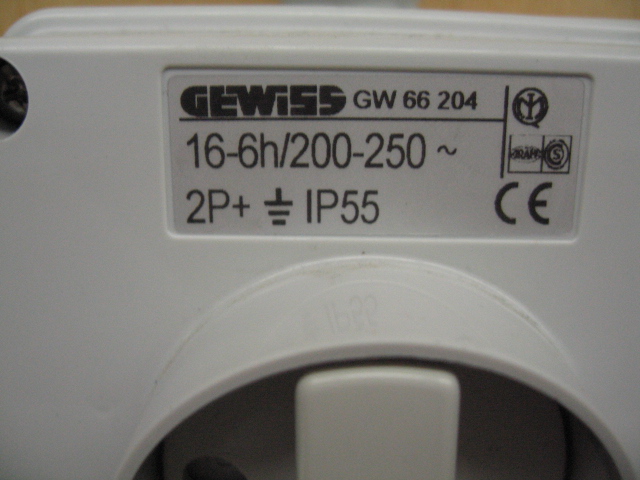 GEWiSS GW 66 204
16-6h/200-250 ~
2P+ ⏚ IP55
CE